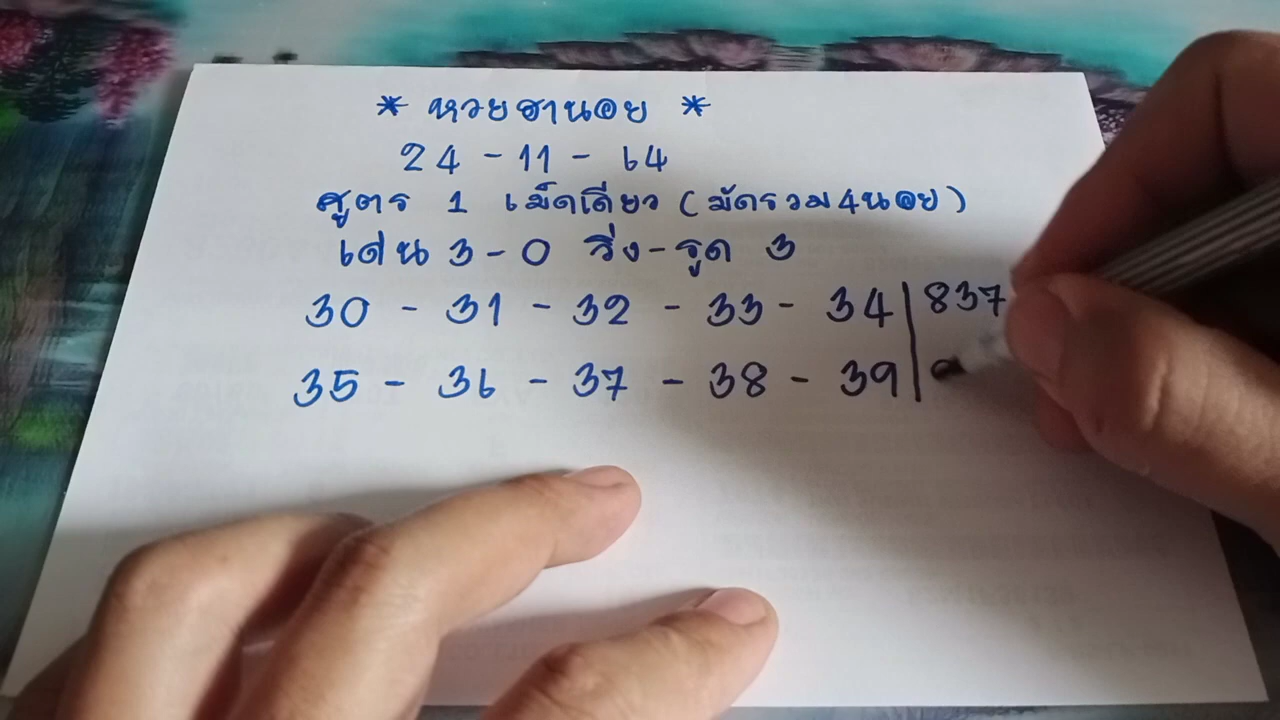 * หวยฮานอย *
24 - 11 - 64
สูตร 1 เม็ดเดียว (มัดรวม4นอย)
เด่น 3-0 วิ่ง-รูด 3
30 - 31 - 32 - 33 - 34 | 837
35 - 36 - 37 - 38 - 39 |